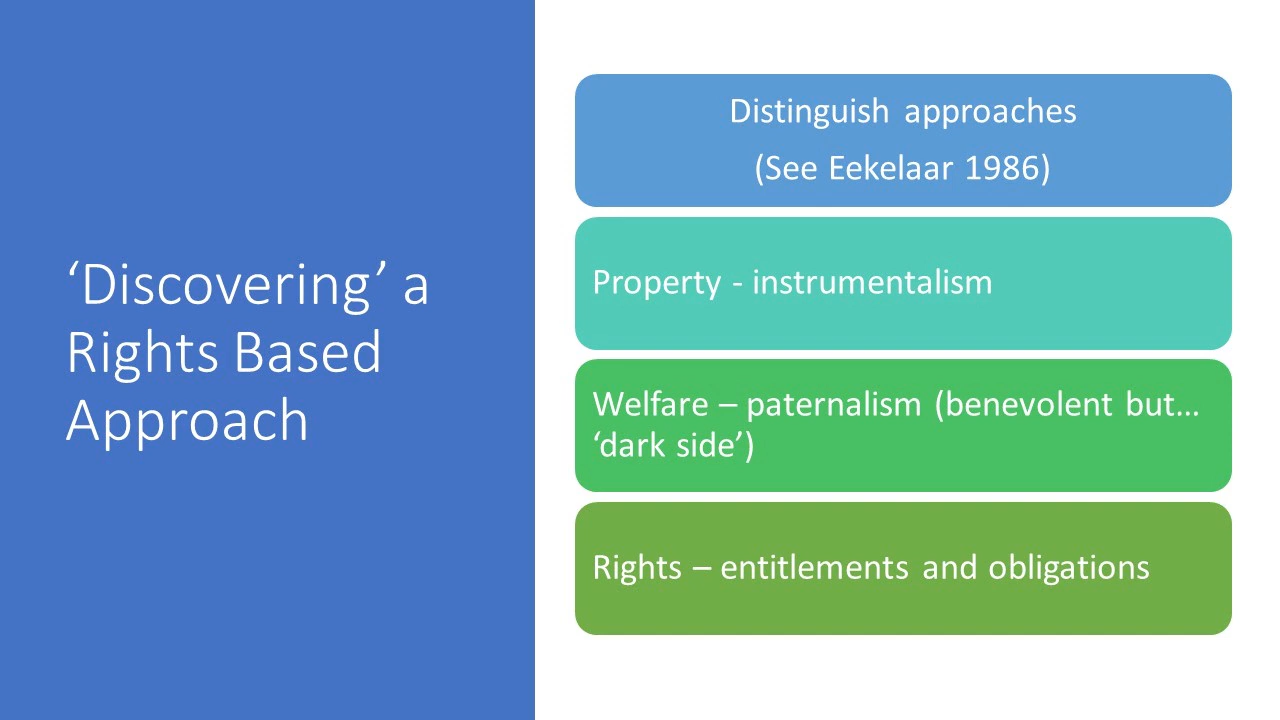 ‘Discovering’ a
Rights Based
Approach
Distinguish approaches
(See Eekelaar 1986)
Property - instrumentalism
Welfare – paternalism (benevolent but…
‘dark side’)
Rights – entitlements and obligations